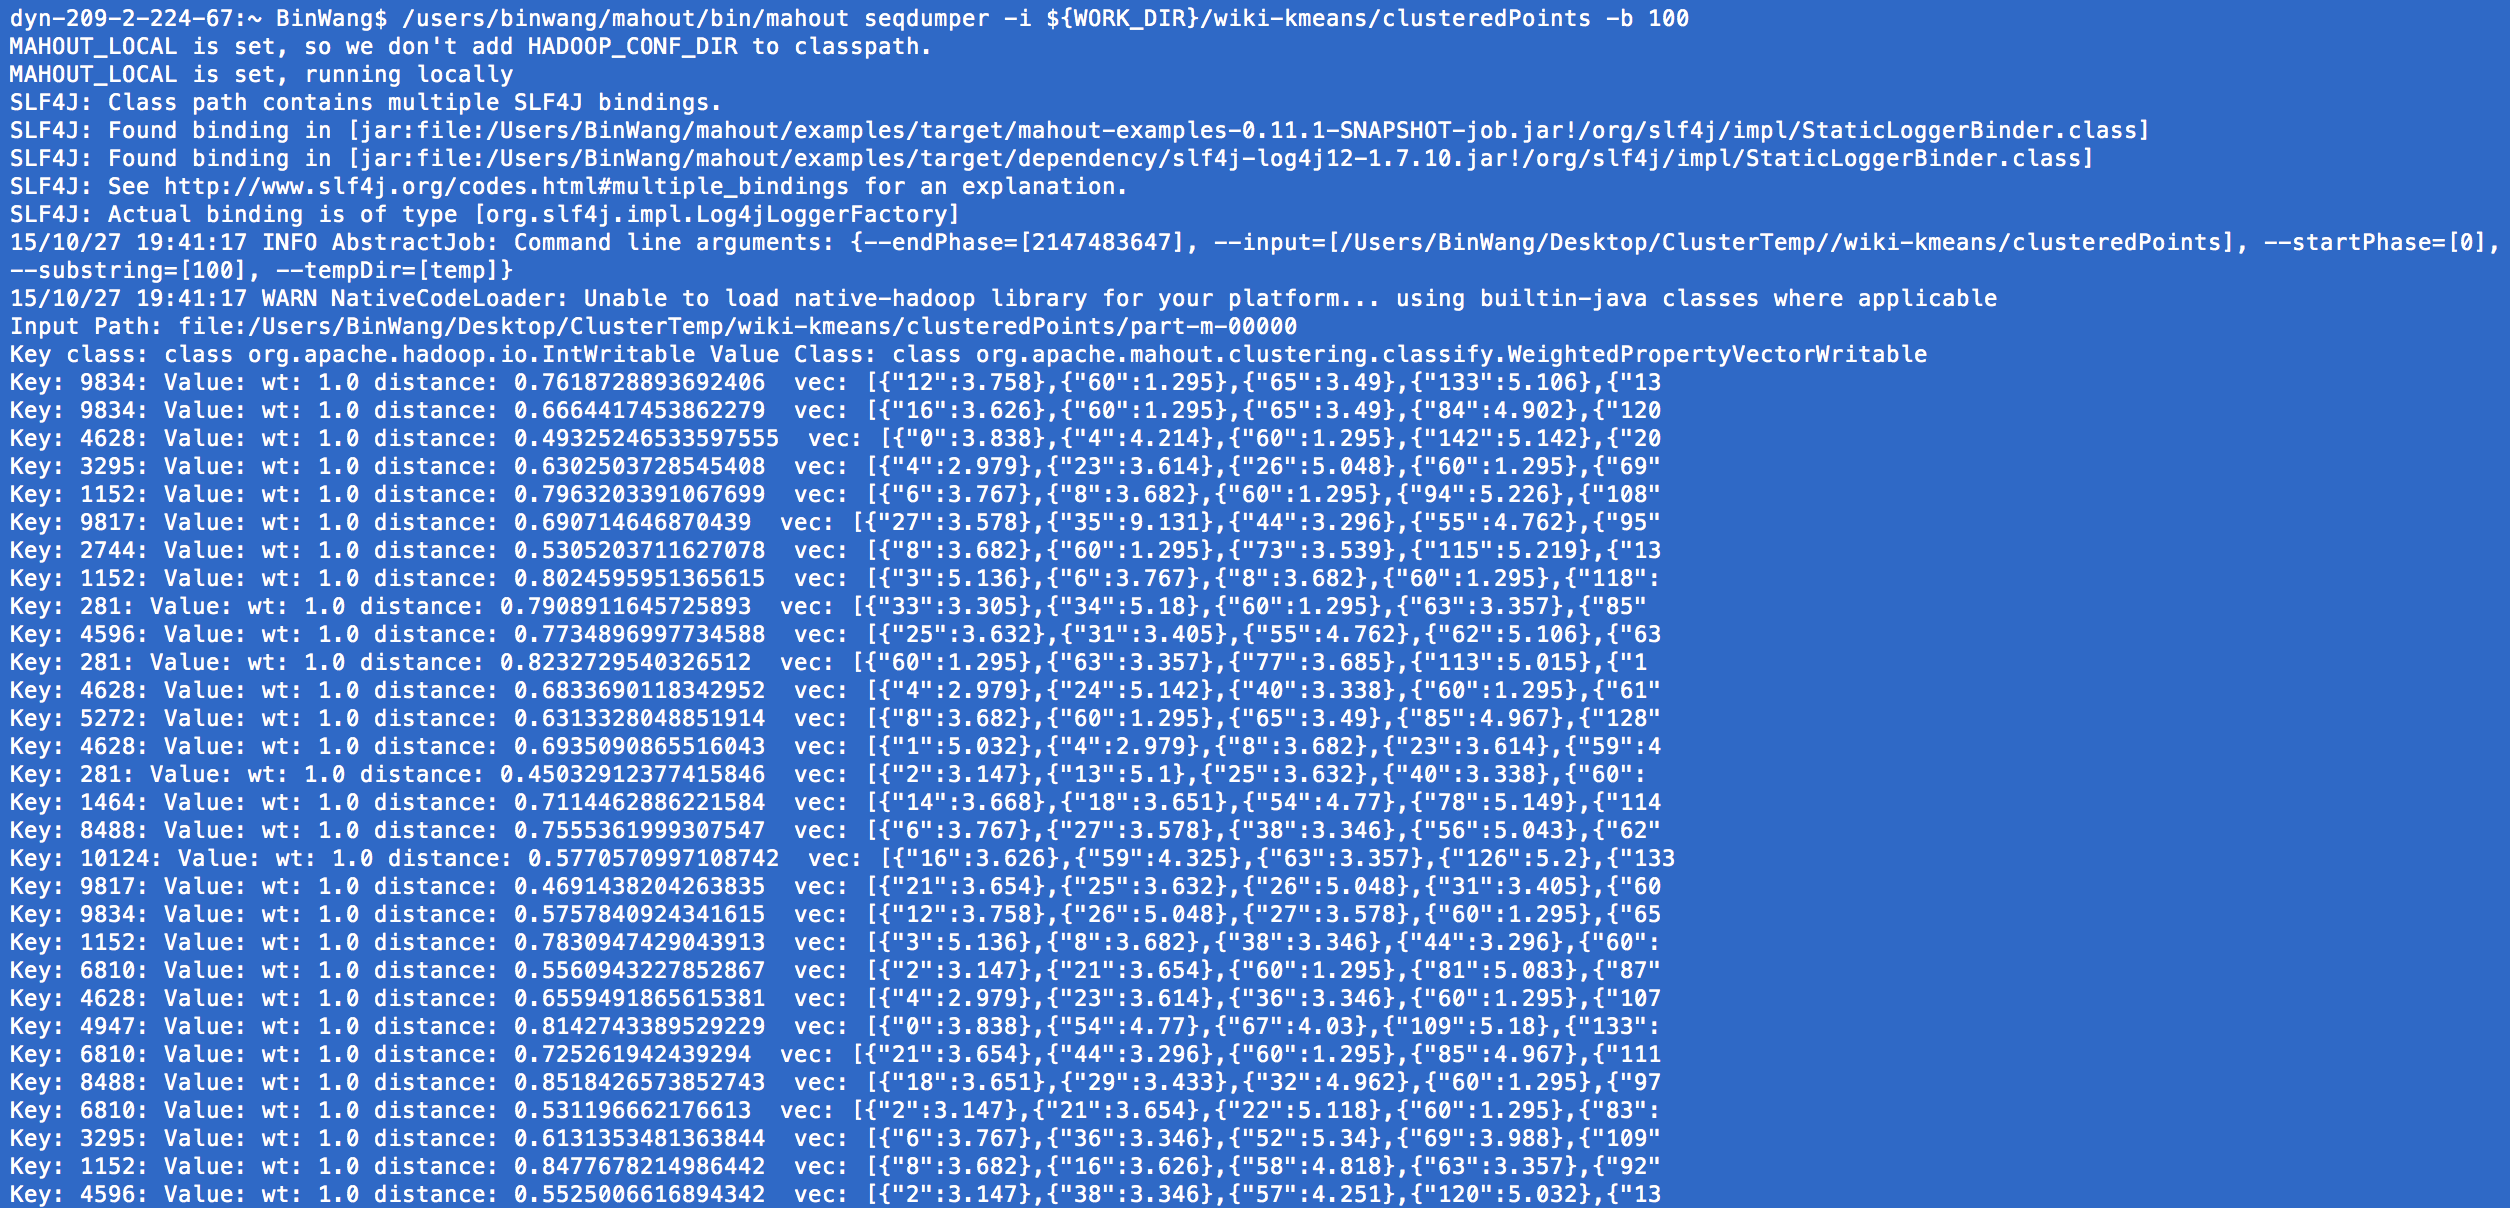 dyn-209-2-224-67:~ BinWang$ /users/binwang/mahout/bin/mahout seqdumper -i ${WORK_DIR}/wiki-kmeans/clusteredPoints -b 100
MAHOUT_LOCAL is set, so we don't add HADOOP_CONF_DIR to classpath.
MAHOUT_LOCAL is set, running locally
SLF4J: Class path contains multiple SLF4J bindings.
SLF4J: Found binding in [jar:file:/Users/BinWang/mahout/examples/target/mahout-examples-0.11.1-SNAPSHOT-job.jar!/org/slf4j/impl/StaticLoggerBinder.class]
SLF4J: Found binding in [jar:file:/Users/BinWang/mahout/examples/target/dependency/slf4j-log4j12-1.7.10.jar!/org/slf4j/impl/StaticLoggerBinder.class]
SLF4J: See http://www.slf4j.org/codes.html#multiple_bindings for an explanation.
SLF4J: Actual binding is of type [org.slf4j.impl.Log4jLoggerFactory]
15/10/27 19:41:17 INFO AbstractJob: Command line arguments: {--endPhase=[2147483647], --input=[/Users/BinWang/Desktop/ClusterTemp//wiki-kmeans/clusteredPoints], --startPhase=[0],
--substring=[100], --tempDir=[temp]}
15/10/27 19:41:17 WARN NativeCodeLoader: Unable to load native-hadoop library for your platform... using builtin-java classes where applicable
Input Path: file:/Users/BinWang/Desktop/ClusterTemp/wiki-kmeans/clusteredPoints/part-m-00000
Key class: class org.apache.hadoop.io.IntWritable Value Class: class org.apache.mahout.clustering.classify.WeightedPropertyVectorWritable
Key: 9834: Value: wt: 1.0 distance: 0.7618728893692406  vec: [{"12":3.758},{"60":1.295},{"65":3.49},{"133":5.106},{"13
Key: 9834: Value: wt: 1.0 distance: 0.6664417453862279  vec: [{"16":3.626},{"60":1.295},{"65":3.49},{"84":4.902},{"120
Key: 4628: Value: wt: 1.0 distance: 0.49325246533597555  vec: [{"0":3.838},{"4":4.214},{"60":1.295},{"142":5.142},{"20
Key: 3295: Value: wt: 1.0 distance: 0.6302503728545408  vec: [{"4":2.979},{"23":3.614},{"26":5.048},{"60":1.295},{"69"
Key: 1152: Value: wt: 1.0 distance: 0.7963203391067699  vec: [{"6":3.767},{"8":3.682},{"60":1.295},{"94":5.226},{"108"
Key: 9817: Value: wt: 1.0 distance: 0.690714646870439  vec: [{"27":3.578},{"35":9.131},{"44":3.296},{"55":4.762},{"95"
Key: 2744: Value: wt: 1.0 distance: 0.5305203711627078  vec: [{"8":3.682},{"60":1.295},{"73":3.539},{"115":5.219},{"13
Key: 1152: Value: wt: 1.0 distance: 0.8024595951365615  vec: [{"3":5.136},{"6":3.767},{"8":3.682},{"60":1.295},{"118":
Key: 281: Value: wt: 1.0 distance: 0.7908911645725893  vec: [{"33":3.305},{"34":5.18},{"60":1.295},{"63":3.357},{"85"
Key: 4596: Value: wt: 1.0 distance: 0.7734896997734588  vec: [{"25":3.632},{"31":3.405},{"55":4.762},{"62":5.106},{"63
Key: 281: Value: wt: 1.0 distance: 0.8232729540326512  vec: [{"60":1.295},{"63":3.357},{"77":3.685},{"113":5.015},{"1
Key: 4628: Value: wt: 1.0 distance: 0.6833690118342952  vec: [{"4":2.979},{"24":5.142},{"40":3.338},{"60":1.295},{"61"
Key: 5272: Value: wt: 1.0 distance: 0.6313328048851914  vec: [{"8":3.682},{"60":1.295},{"65":3.49},{"85":4.967},{"128"
Key: 4628: Value: wt: 1.0 distance: 0.6935090865516043  vec: [{"1":5.032},{"4":2.979},{"8":3.682},{"23":3.614},{"59":4
Key: 281: Value: wt: 1.0 distance: 0.45032912377415846  vec: [{"2":3.147},{"13":5.1},{"25":3.632},{"40":3.338},{"60":
Key: 1464: Value: wt: 1.0 distance: 0.7114462886221584  vec: [{"14":3.668},{"18":3.651},{"54":4.77},{"78":5.149},{"114
Key: 8488: Value: wt: 1.0 distance: 0.7555361999307547  vec: [{"6":3.767},{"27":3.578},{"38":3.346},{"56":5.043},{"62"
Key: 10124: Value: wt: 1.0 distance: 0.5770570997108742  vec: [{"16":3.626},{"59":4.325},{"63":3.357},{"126":5.2},{"133
Key: 9817: Value: wt: 1.0 distance: 0.4691438204263835  vec: [{"21":3.654},{"25":3.632},{"26":5.048},{"31":3.405},{"60
Key: 9834: Value: wt: 1.0 distance: 0.5757840924341615  vec: [{"12":3.758},{"26":5.048},{"27":3.578},{"60":1.295},{"65
Key: 1152: Value: wt: 1.0 distance: 0.7830947429043913  vec: [{"3":5.136},{"8":3.682},{"38":3.346},{"44":3.296},{"60":
Key: 6810: Value: wt: 1.0 distance: 0.5560943227852867  vec: [{"2":3.147},{"21":3.654},{"60":1.295},{"81":5.083},{"87"
Key: 4628: Value: wt: 1.0 distance: 0.6559491865615381  vec: [{"4":2.979},{"23":3.614},{"36":3.346},{"60":1.295},{"107
Key: 4947: Value: wt: 1.0 distance: 0.8142743389529229  vec: [{"0":3.838},{"54":4.77},{"67":4.03},{"109":5.18},{"133":
Key: 6810: Value: wt: 1.0 distance: 0.725261942439294  vec: [{"21":3.654},{"44":3.296},{"60":1.295},{"85":4.967},{"111
Key: 8488: Value: wt: 1.0 distance: 0.8518426573852743  vec: [{"18":3.651},{"29":3.433},{"32":4.962},{"60":1.295},{"97
Key: 6810: Value: wt: 1.0 distance: 0.531196662176613  vec: [{"2":3.147},{"21":3.654},{"22":5.118},{"60":1.295},{"83":
Key: 3295: Value: wt: 1.0 distance: 0.6131353481363844  vec: [{"6":3.767},{"36":3.346},{"52":5.34},{"69":3.988},{"109"
Key: 1152: Value: wt: 1.0 distance: 0.8477678214986442  vec: [{"8":3.682},{"16":3.626},{"58":4.818},{"63":3.357},{"92"
Key: 4596: Value: wt: 1.0 distance: 0.5525006616894342  vec: [{"2":3.147},{"38":3.346},{"57":4.251},{"120":5.032},{"13